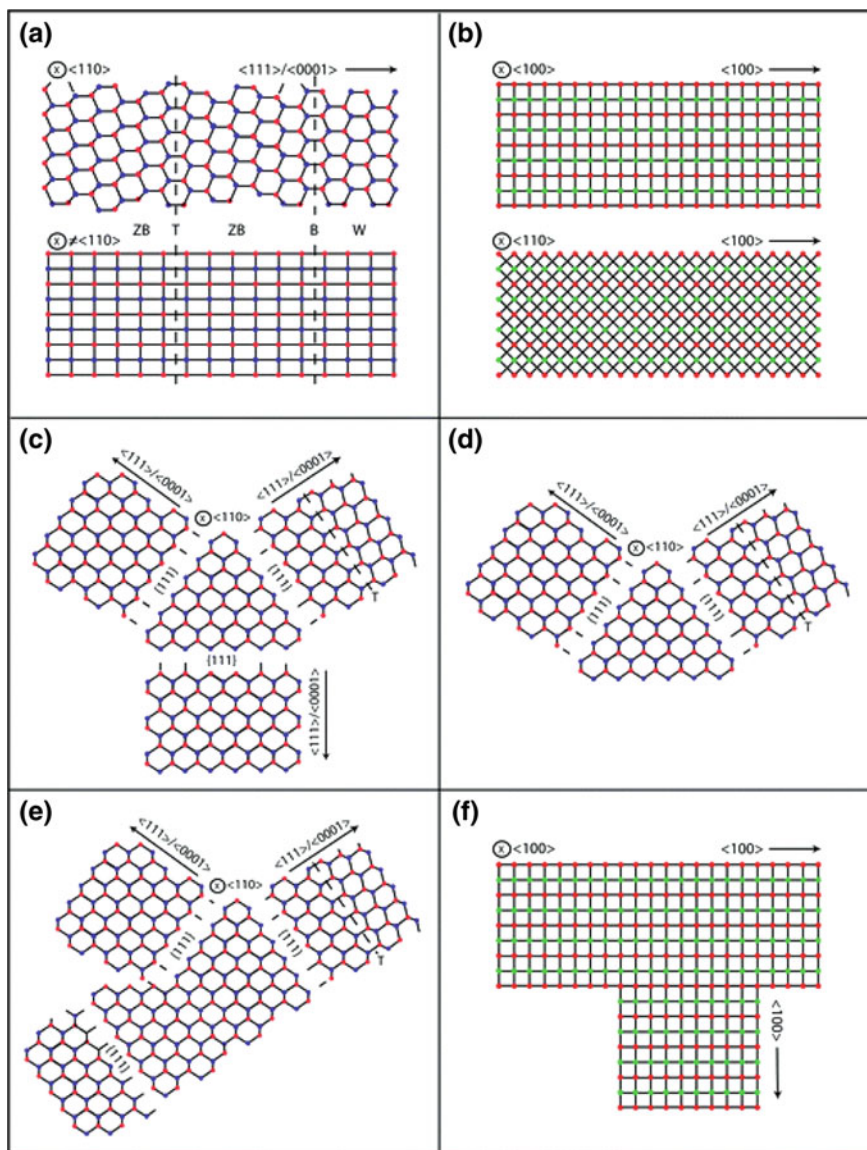 (a)
ⓧ<110> <111>/<0001>
ZB T ZB B W
ⓧ≠<110>
(b)
ⓧ<100> <100>
ⓧ<110> <100>
(c)
<111>/<0001> <111>/<0001>
ⓧ<110>
{111} {111}
T
{111}
<111>/<0001>
(d)
<111>/<0001> <111>/<0001>
ⓧ<110>
{111} {111}
T
(e)
<111>/<0001> <111>/<0001>
ⓧ<110>
{111} {111}
T
{111}
(f)
ⓧ<100> <100>
<100>